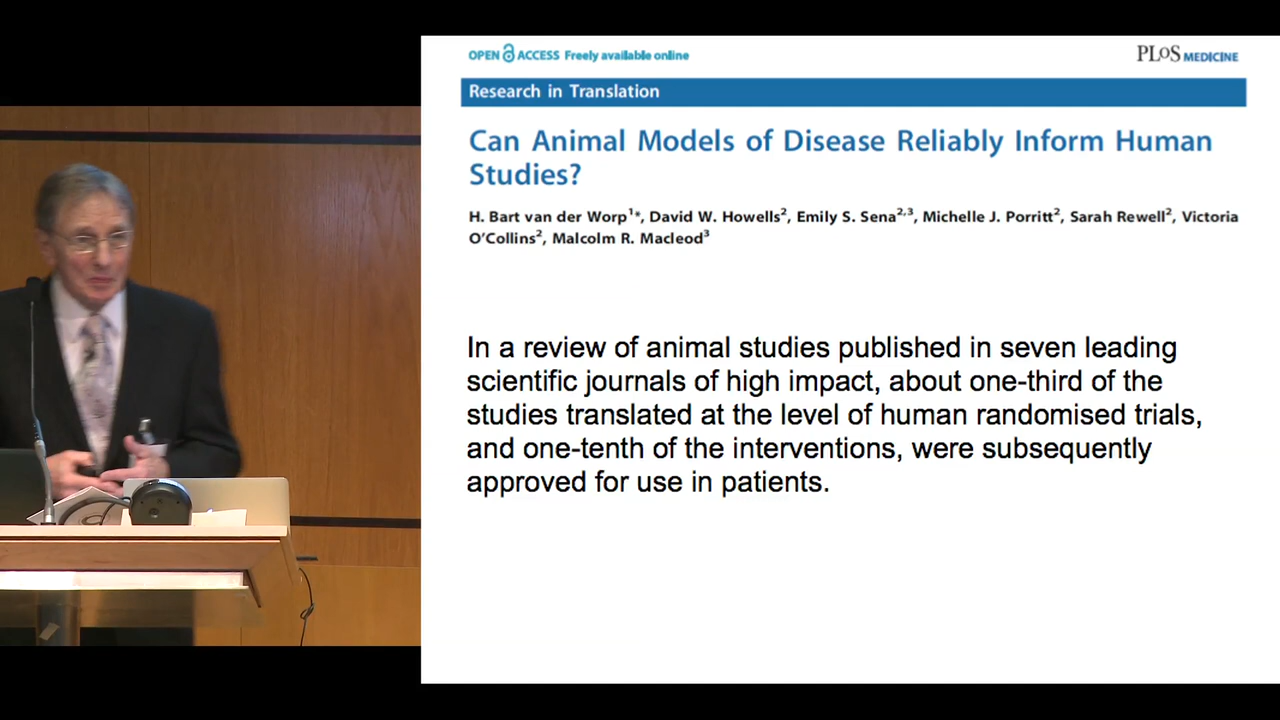 OPEN ACCESS Freely available online
PLoS MEDICINE
Research in Translation
Can Animal Models of Disease Reliably Inform Human
Studies?
H. Bart van der Worp1*, David W. Howells2, Emily S. Sena2,3, Michelle J. Porritt2, Sarah Rewell2, Victoria
O'Collins2, Malcolm R. Macleod3
In a review of animal studies published in seven leading
scientific journals of high impact, about one-third of the
studies translated at the level of human randomised trials,
and one-tenth of the interventions, were subsequently
approved for use in patients.